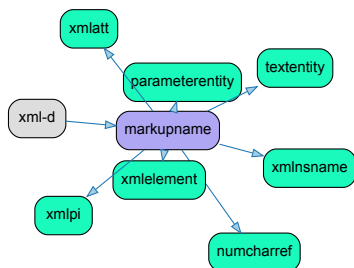 xmlatt
parameterentity
textentity
xml-d
markupname
xmlelement
xmlnsname
xmlpi
numcharref